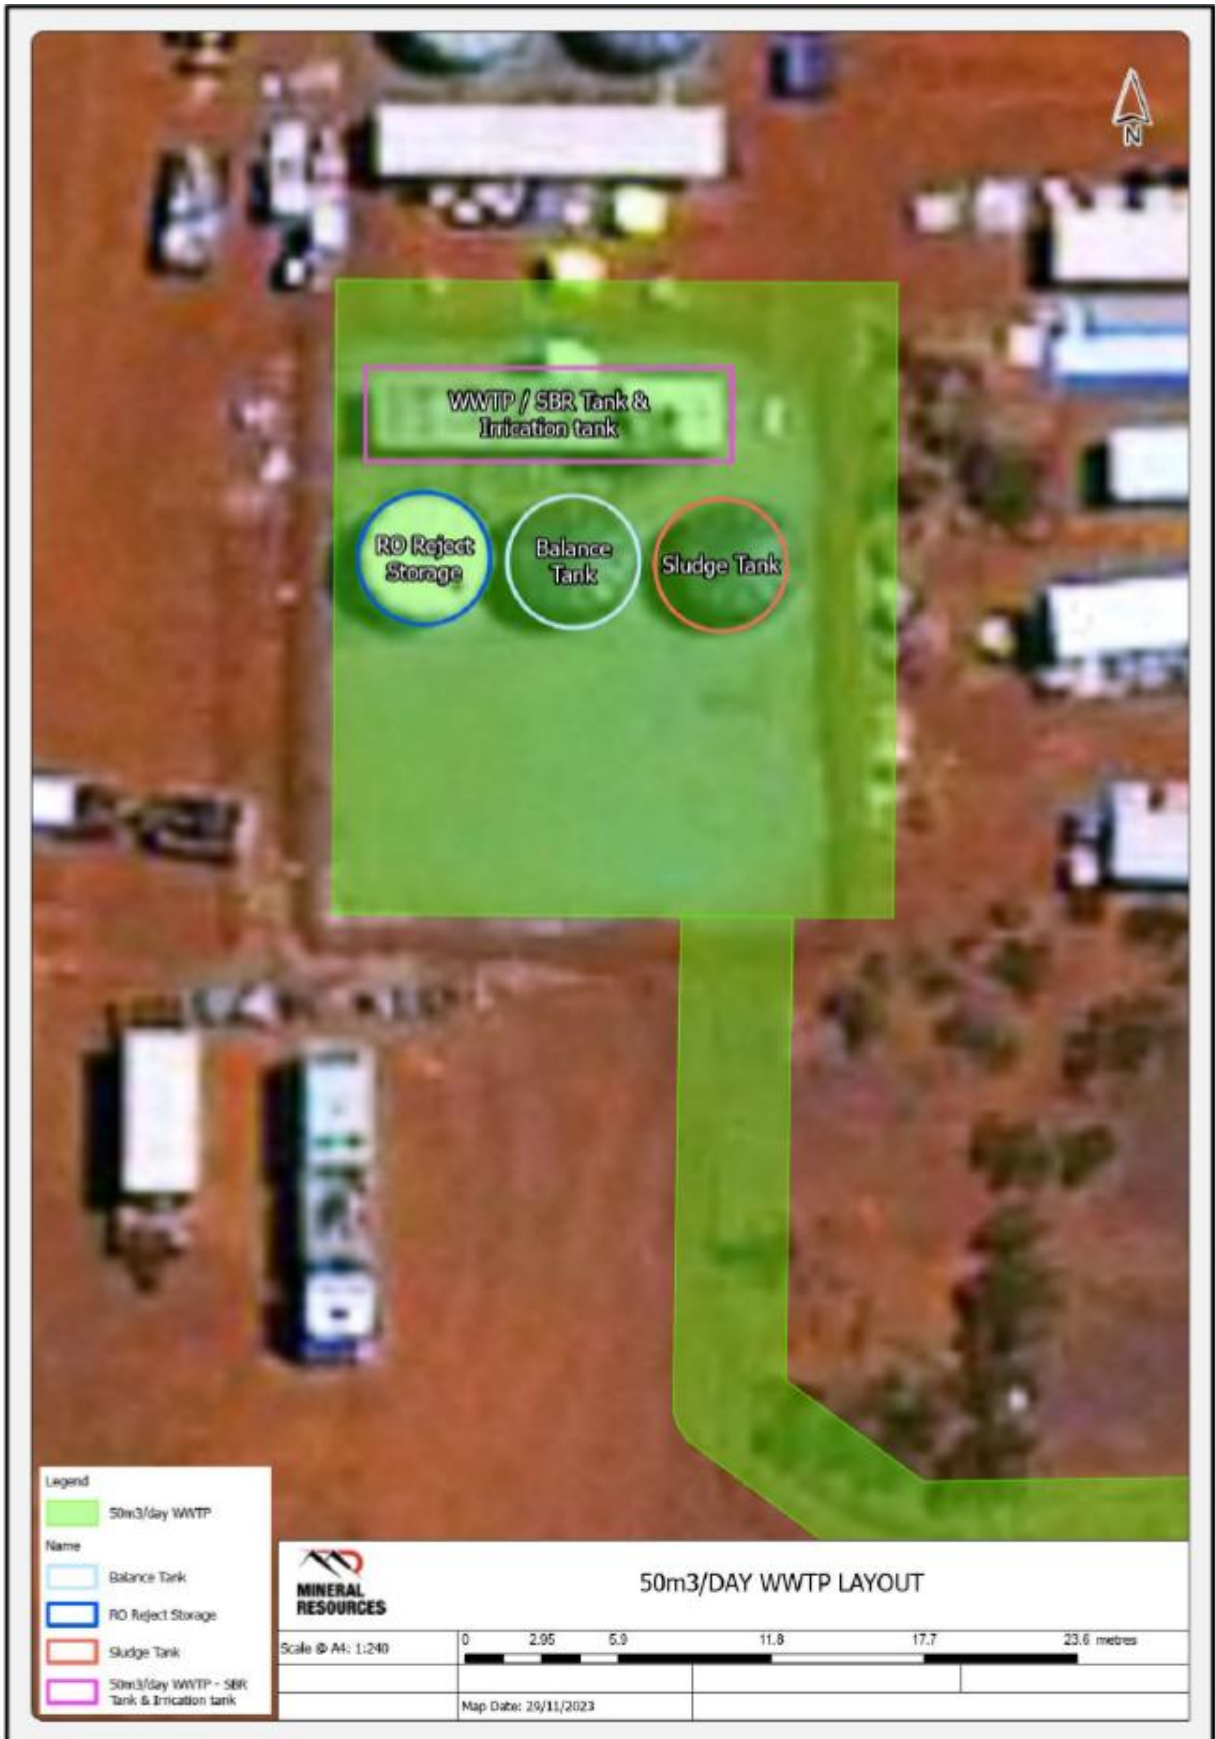 N
WWTP / SBR Tank &
Irrication tank
RO Reject
Storage
Balance
Tank
Sludge Tank
Legend
50m3/day WWTP
Name
Balance Tank
RO Reject Storage
Sludge Tank
50m3/day WWTP - SBR
Tank & Irrication tank
MINERAL
RESOURCES
50m3/DAY WWTP LAYOUT
Scale @ A4: 1:240
0 2.95 5.9 11.8 17.7 23.6 metres
Map Date: 29/11/2023